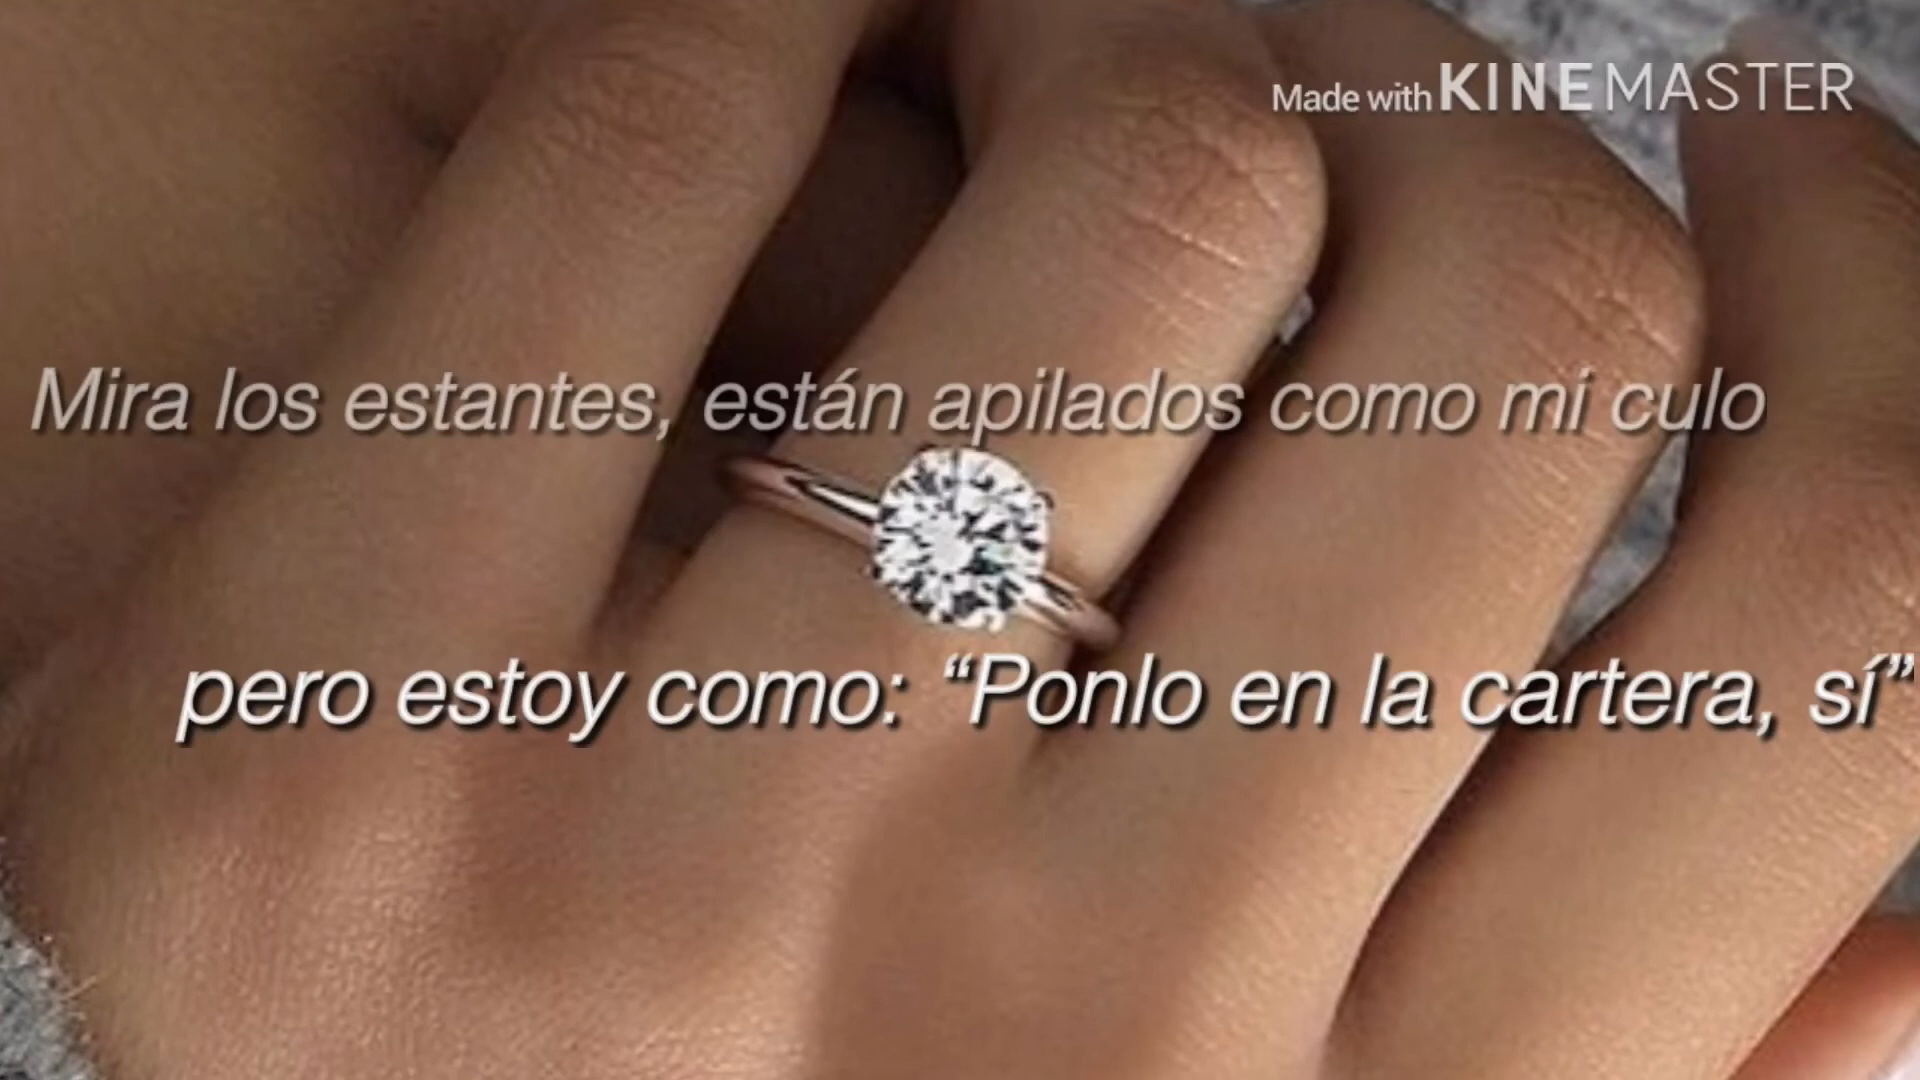 Made with KINEMASTER
Mira los estantes, están apilados como mi culo
pero estoy como: “Ponlo en la cartera, sí”